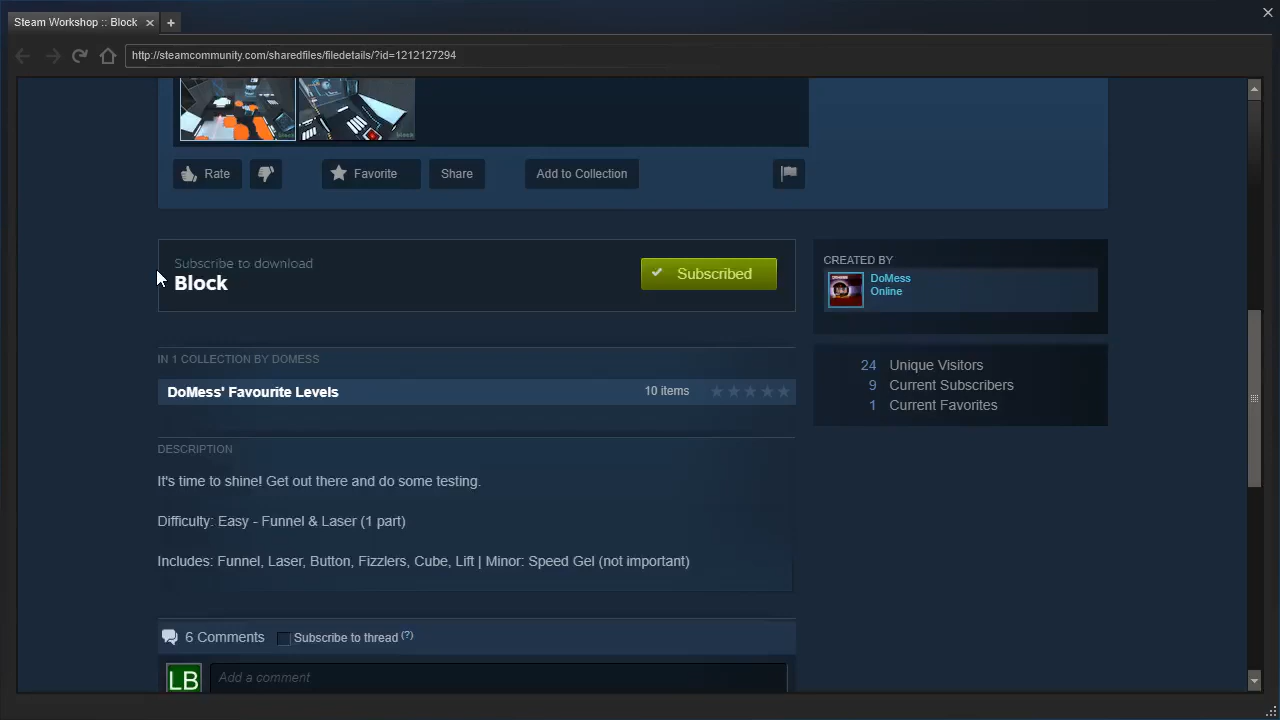 Steam Workshop :: Block
http://steamcommunity.com/sharedfiles/filedetails/?id=1212127294
Rate
Favorite
Share
Add to Collection
Subscribe to download
Block
Subscribed
CREATED BY
DoMess
Online
24 Unique Visitors
9 Current Subscribers
1 Current Favorites
IN 1 COLLECTION BY DOMESS
DoMess' Favourite Levels 10 items
DESCRIPTION
It's time to shine! Get out there and do some testing.
Difficulty: Easy - Funnel & Laser (1 part)
Includes: Funnel, Laser, Button, Fizzlers, Cube, Lift | Minor: Speed Gel (not important)
6 Comments Subscribe to thread (?)
LB Add a comment